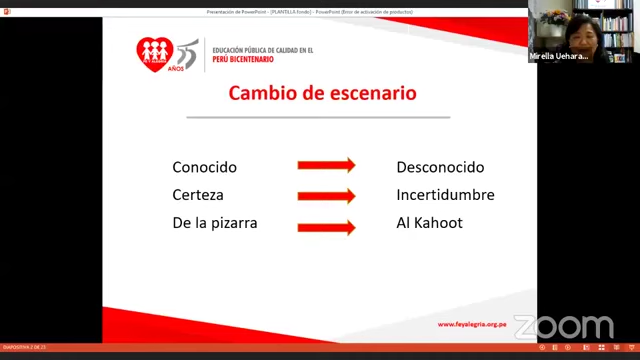 Presentación de PowerPoint - [PLANTILLA Fondo] - PowerPoint (Error de activación de productos)
Mirella Uehara...
FE Y ALEGRIA
55
AÑOS
EDUCACIÓN PÚBLICA DE CALIDAD EN EL
PERÚ BICENTENARIO
Cambio de escenario
Conocido Desconocido
Certeza Incertidumbre
De la pizarra Al Kahoot
www.feyalegria.org.pe
zoom
DIAPOSITIVA 2 DE 25